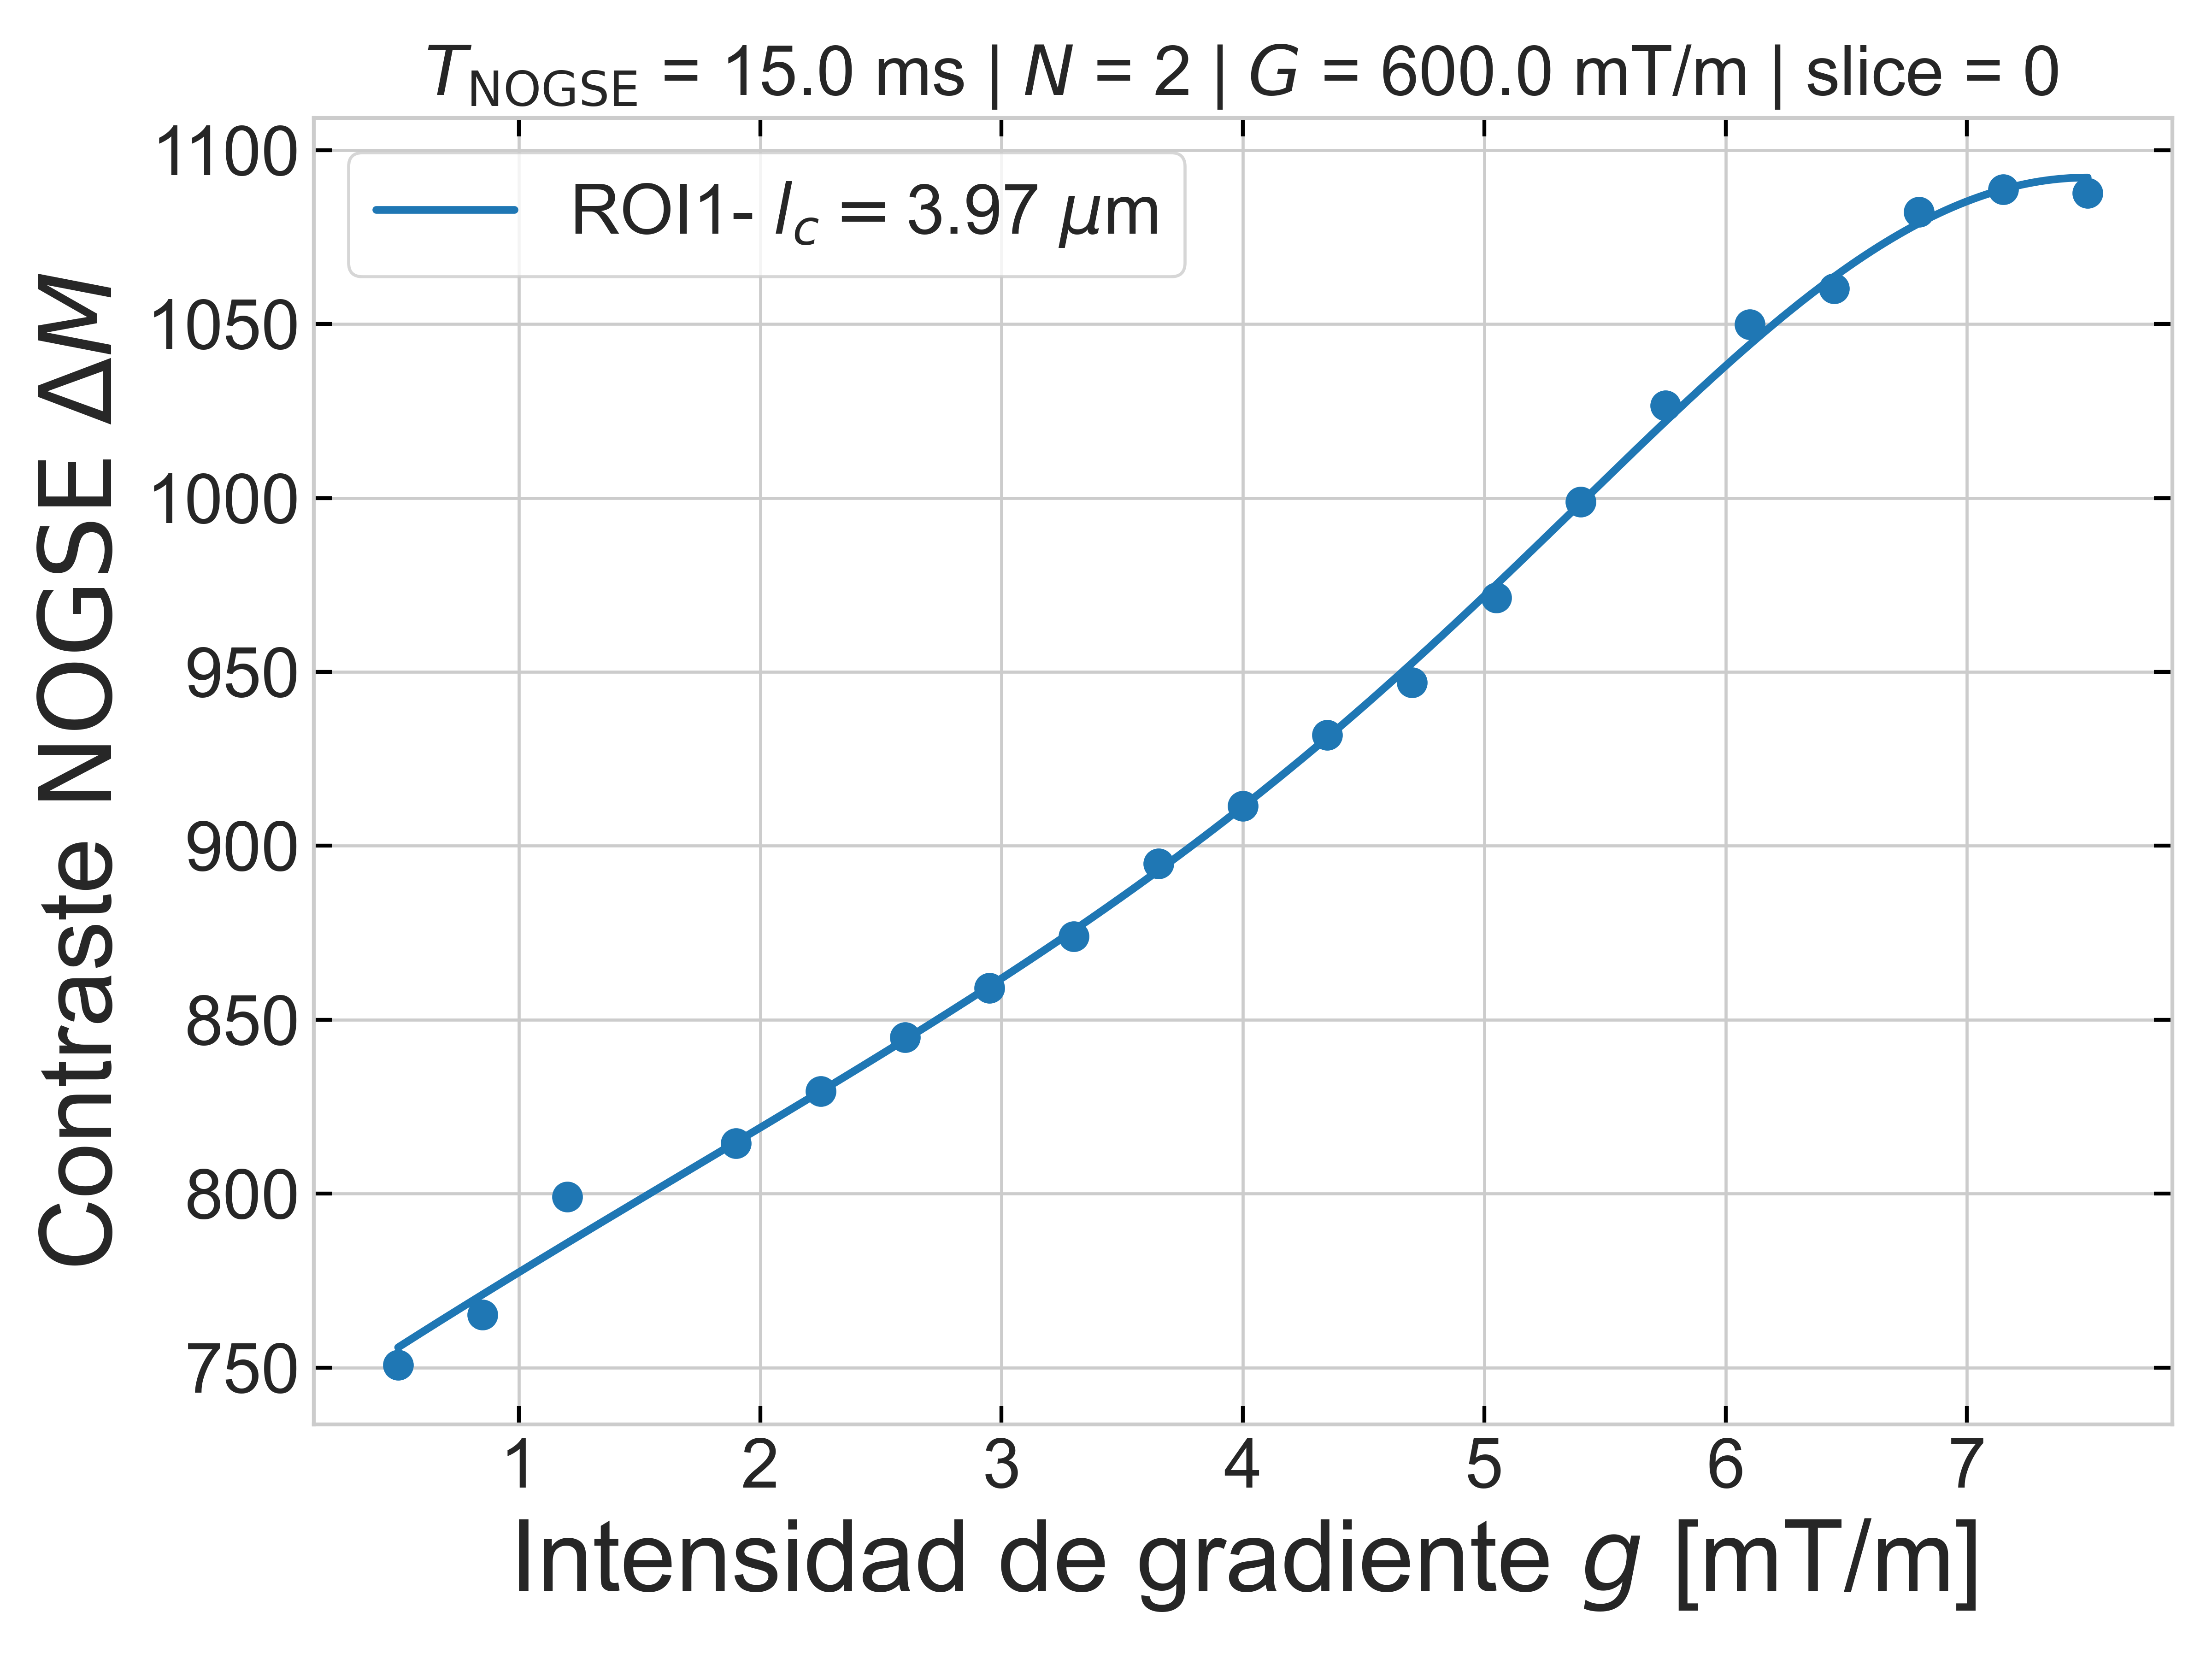 T_NOGSE = 15.0 ms | N = 2 | G = 600.0 mT/m | slice = 0
ROI1- l_c = 3.97 μm
Contraste NOGSE ΔM
1100
1050
1000
950
900
850
800
750
1 2 3 4 5 6 7
Intensidad de gradiente g [mT/m]